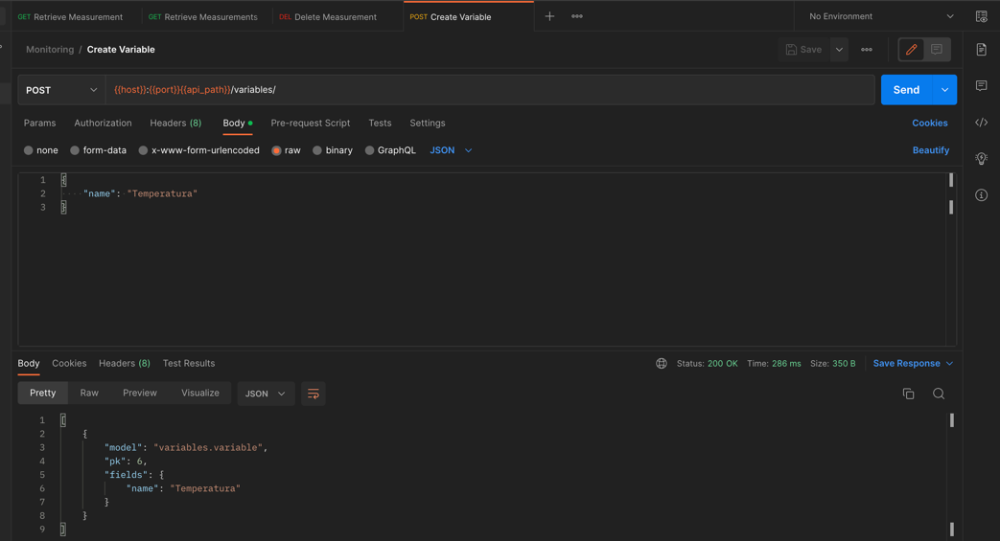 GET Retrieve Measurement GET Retrieve Measurements DEL Delete Measurement POST Create Variable No Environment
Monitoring / Create Variable Save
POST {{host}}:{{port}}{{api_path}}/variables/ Send
Params Authorization Headers (8) Body Pre-request Script Tests Settings Cookies
none form-data x-www-form-urlencoded raw binary GraphQL JSON Beautify
1 {
2 "name": "Temperatura"
3 }
Body Cookies Headers (8) Test Results Status: 200 OK Time: 286 ms Size: 350 B Save Response
Pretty Raw Preview Visualize JSON
1 [
2 {
3 "model": "variables.variable",
4 "pk": 6,
5 "fields": {
6 "name": "Temperatura"
7 }
8 }
9 ]